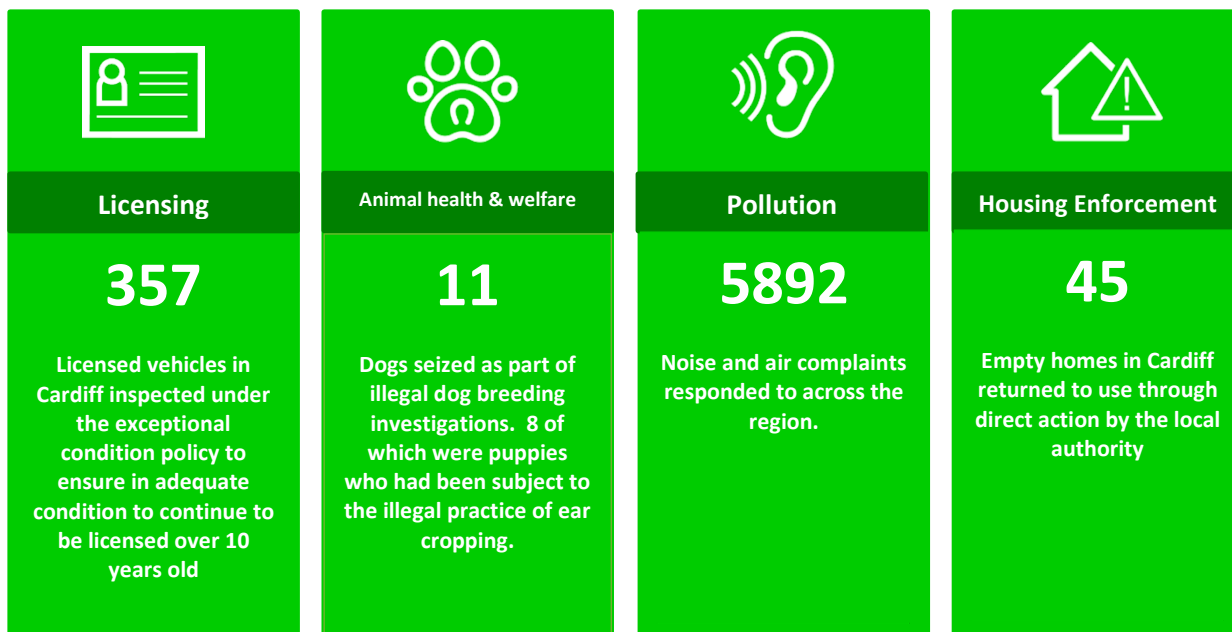 Licensing
357
Licensed vehicles in
Cardiff inspected under
the exceptional
condition policy to
ensure in adequate
condition to continue to
be licensed over 10
years old
Animal health & welfare
11
Dogs seized as part of
illegal dog breeding
investigations.  8 of
which were puppies
who had been subject to
the illegal practice of ear
cropping.
Pollution
5892
Noise and air complaints
responded to across the
region.
Housing Enforcement
45
Empty homes in Cardiff
returned to use through
direct action by the local
authority